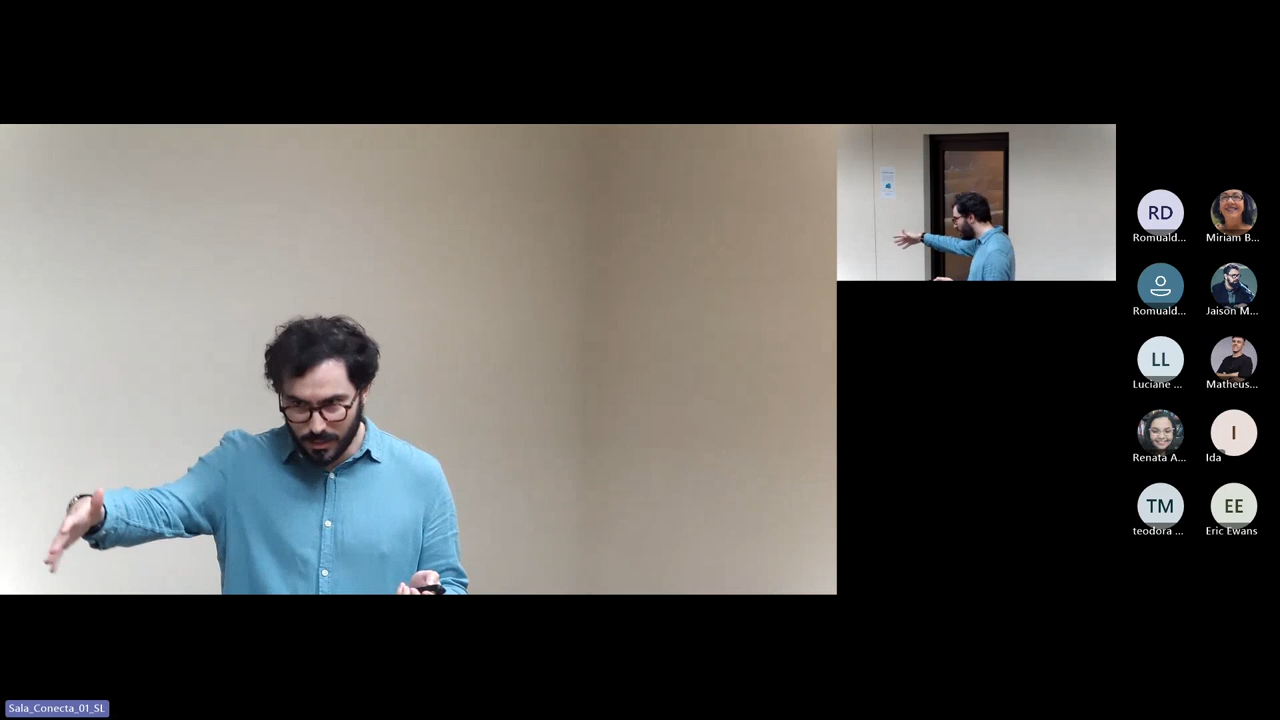 RD
Romuald...
Miriam B...
Romuald...
Jaison M...
LL
Luciane ...
Matheus...
Renata A...
I
Ida
TM
teodora ...
EE
Eric Ewans
Sala_Conecta_01_SL